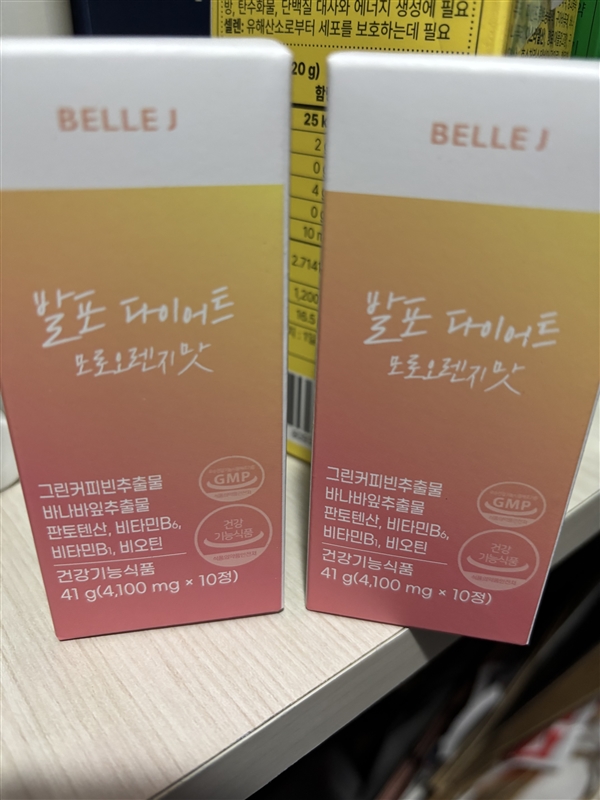 방, 탄수화물, 단백질 대사와 에너지 생성에 필요
셀렌: 유해산소로부터 세포를 보호하는데 필요
20 g)
25
1,200
BELLE J
발포 다이어트
모로오렌지맛
그린커피빈추출물
바나바잎추출물
판토텐산, 비타민B₆,
비타민B₁, 비오틴
건강기능식품
41 g(4,100 mg × 10정)
GMP
건강
기능식품
BELLE J
발포 다이어트
모로오렌지맛
그린커피빈추출물
바나바잎추출물
판토텐산, 비타민B₆,
비타민B₁, 비오틴
건강기능식품
41 g(4,100 mg × 10정)
GMP
건강
기능식품